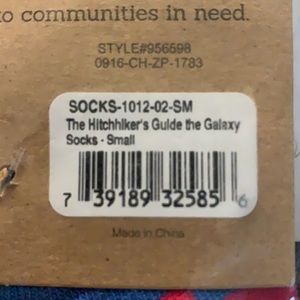 to communities in need.
STYLE#956598
0916-CH-ZP-1783
SOCKS-1012-02-SM
The Hitchhiker's Guide the Galaxy
Socks - Small
7 39189 32585 6
Made in China